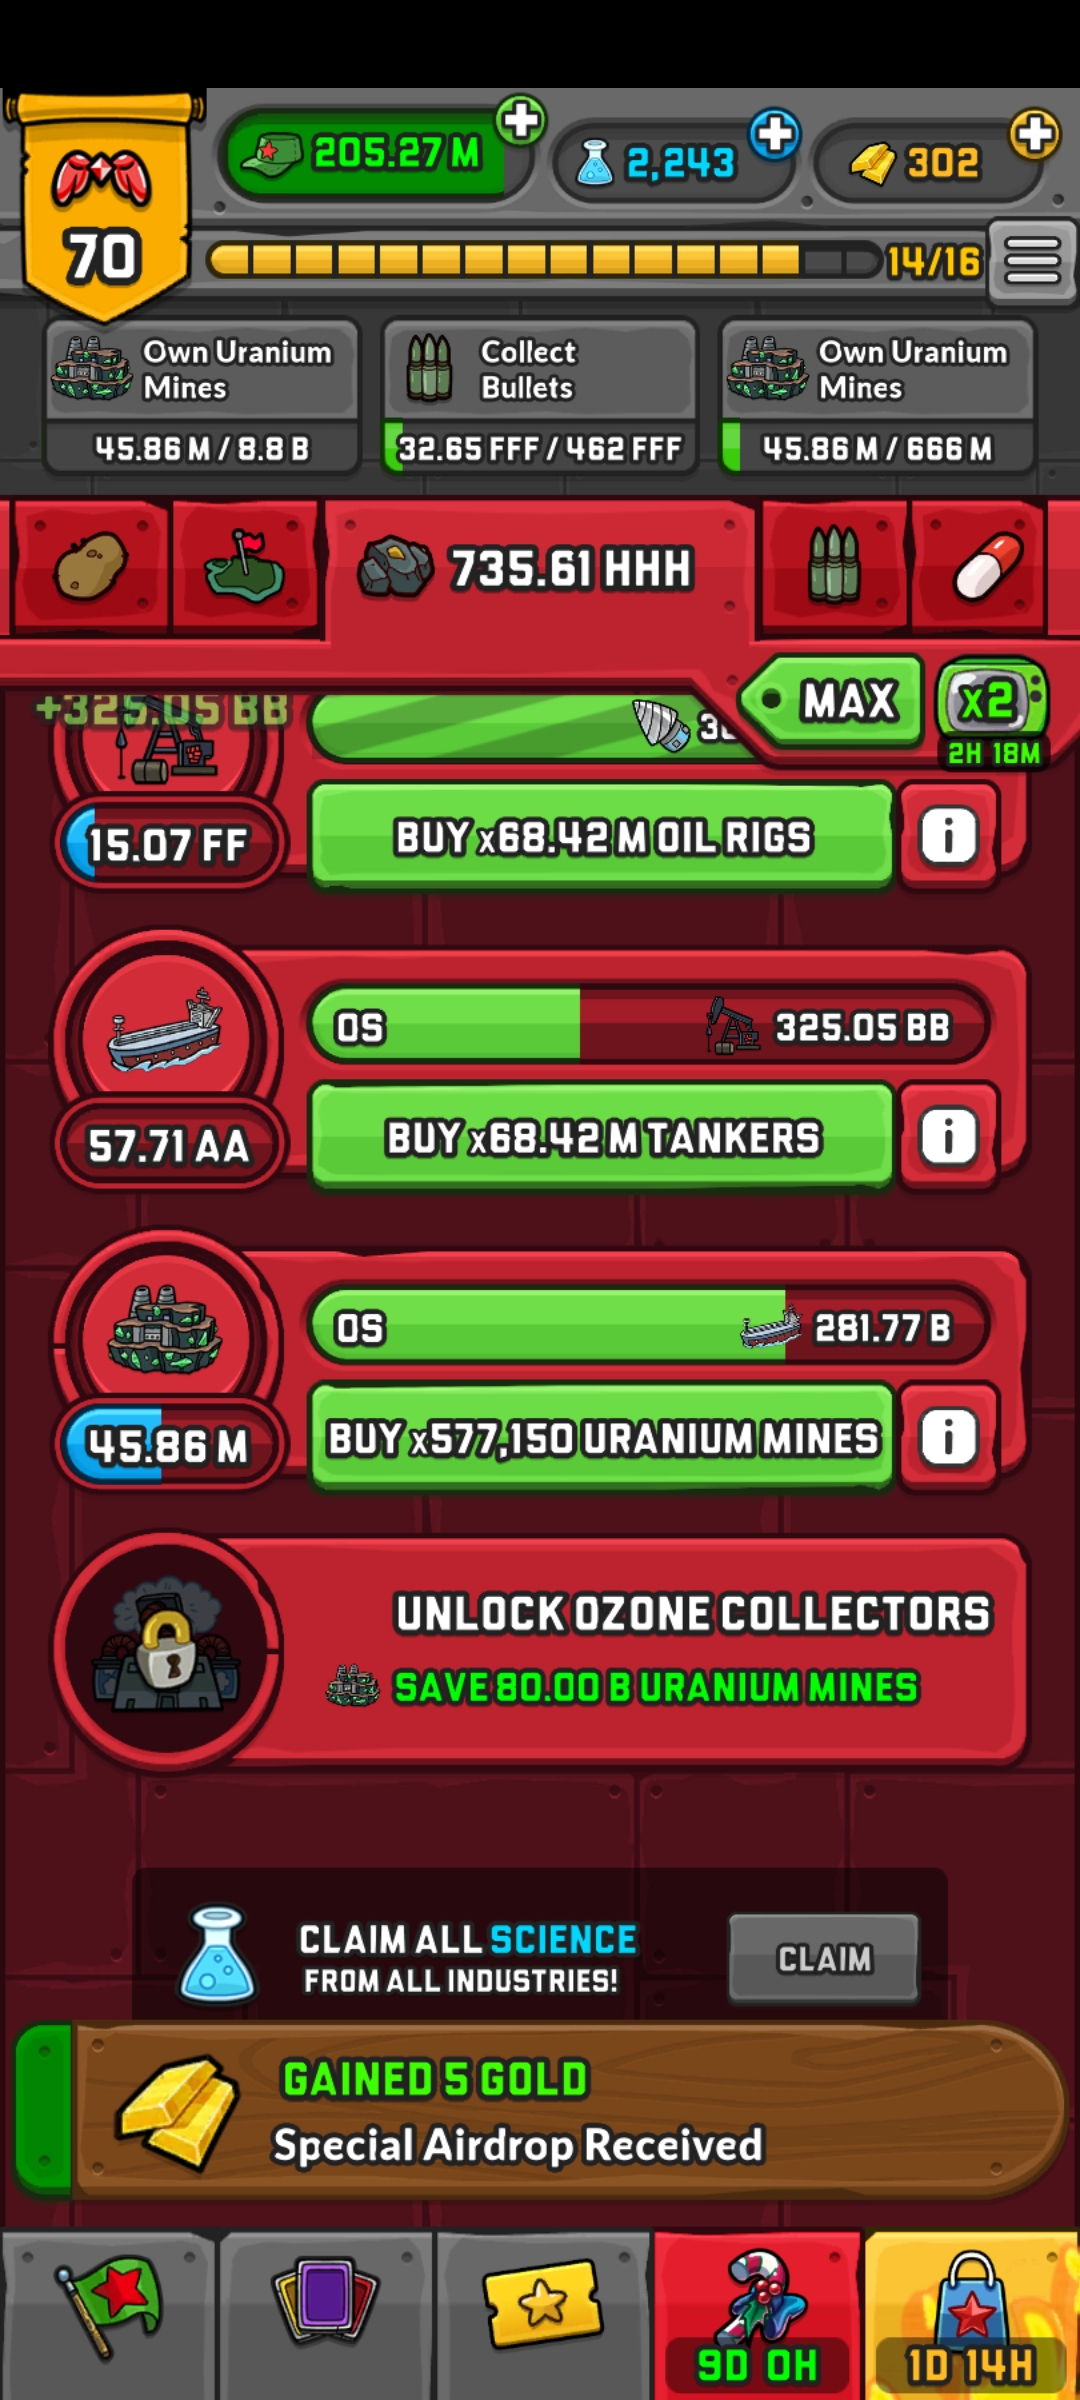 205.27 M
2,243
302
70
14/16
Own Uranium
Mines
45.86 M / 8.8 B
Collect
Bullets
32.65 FFF / 462 FFF
Own Uranium
Mines
45.86 M / 666 M
735.61 HHH
MAX
x2
2H 18M
+325.05 BB
15.07 FF
BUY x68.42 M OIL RIGS
i
0S
325.05 BB
57.71 AA
BUY x68.42 M TANKERS
i
0S
281.77 B
45.86 M
BUY x577,150 URANIUM MINES
i
UNLOCK OZONE COLLECTORS
SAVE 80.00 B URANIUM MINES
CLAIM ALL SCIENCE
FROM ALL INDUSTRIES!
CLAIM
GAINED 5 GOLD
Special Airdrop Received
9D 0H
1D 14H